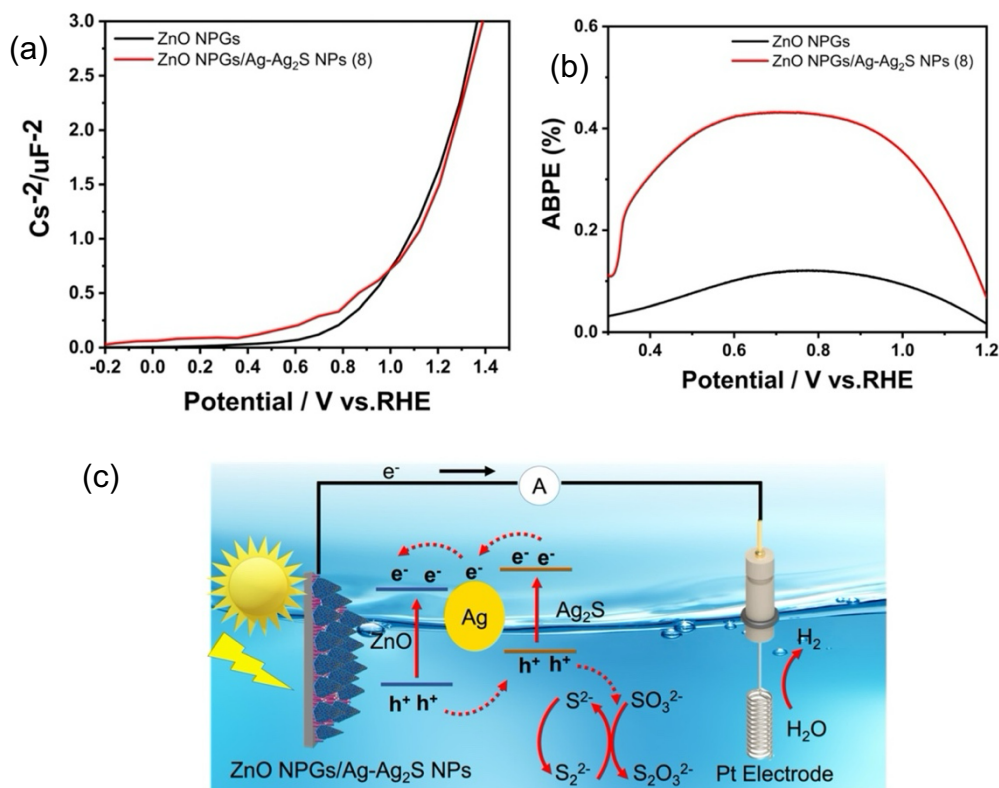 (a)
ZnO NPGs
ZnO NPGs/Ag-Ag₂S NPs (8)
Cs⁻²/uF-2
3.0
2.5
2.0
1.5
1.0
0.5
0.0
-0.2 0.0 0.2 0.4 0.6 0.8 1.0 1.2 1.4
Potential / V vs.RHE
(b)
ZnO NPGs
ZnO NPGs/Ag-Ag₂S NPs (8)
ABPE (%)
0.6
0.4
0.2
0.0
0.4 0.6 0.8 1.0 1.2
Potential / V vs.RHE
(c)
e⁻
A
e⁻ e⁻
e⁻
e⁻ e⁻
Ag
Ag₂S
ZnO
h⁺ h⁺
h⁺ h⁺
S²⁻
SO₃²⁻
S₂²⁻
S₂O₃²⁻
H₂
H₂O
ZnO NPGs/Ag-Ag₂S NPs
Pt Electrode